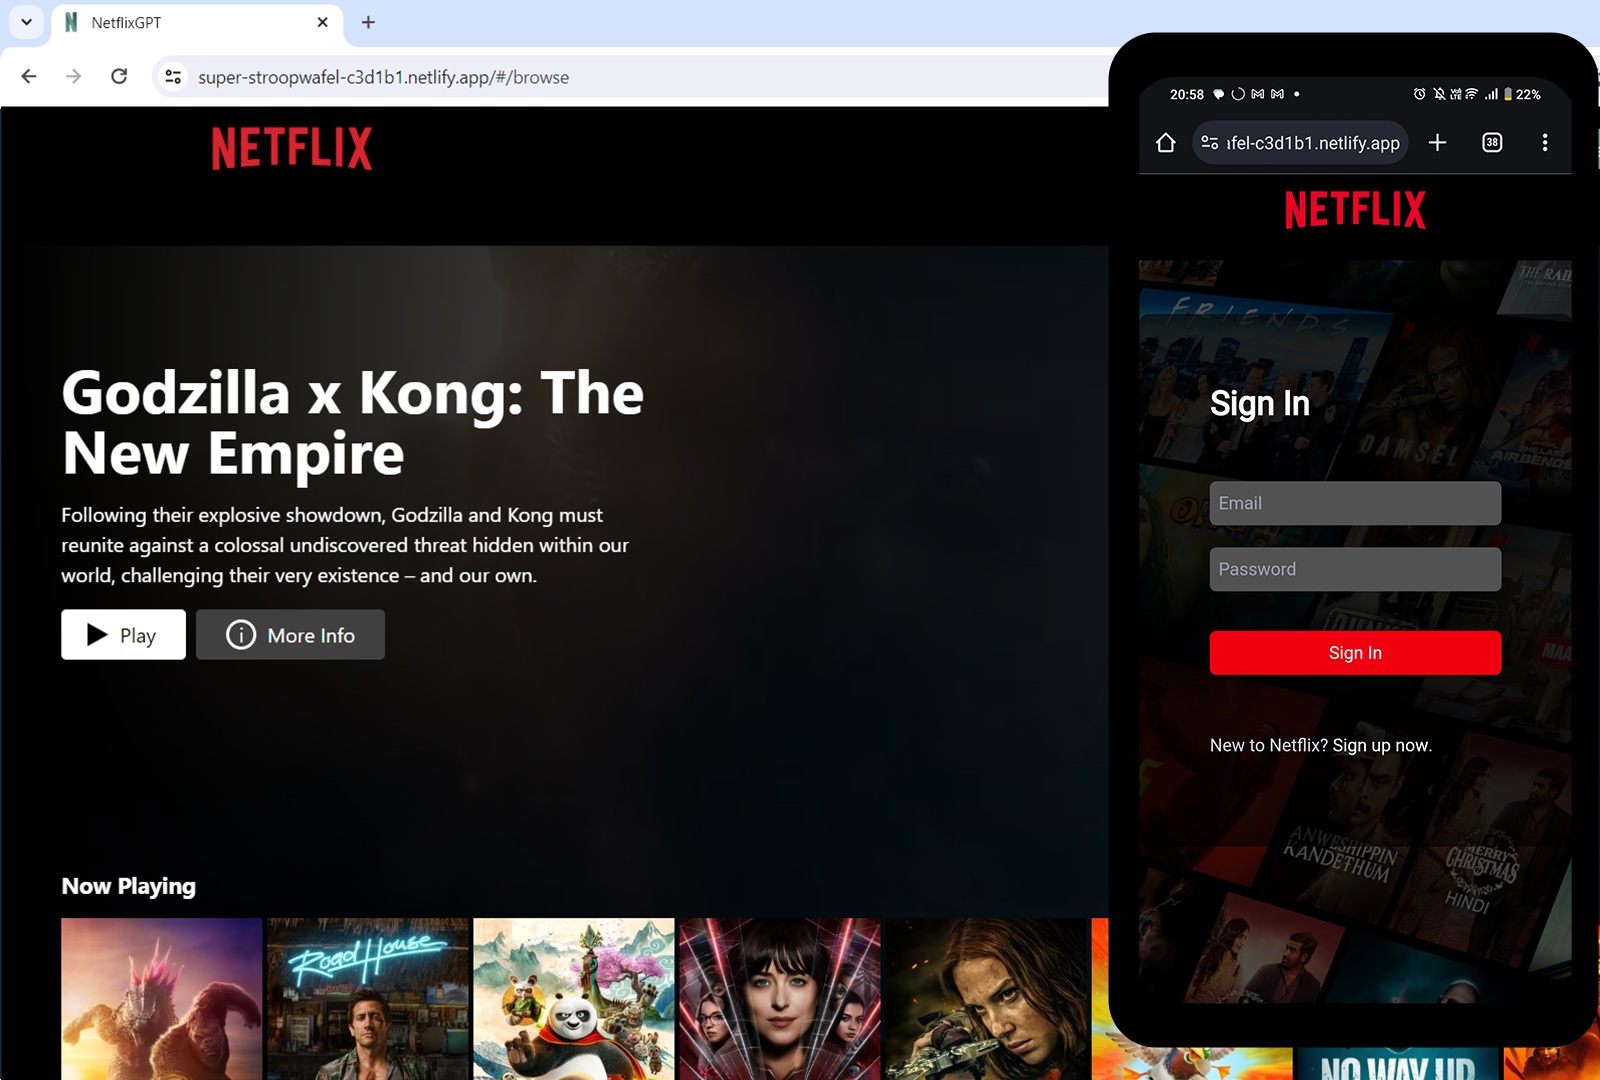 NetflixGPT
super-stroopwafel-c3d1b1.netlify.app/#/browse
NETFLIX
Godzilla x Kong: The
New Empire
Following their explosive showdown, Godzilla and Kong must
reunite against a colossal undiscovered threat hidden within our
world, challenging their very existence – and our own.
Play
More Info
Now Playing
Road House
NO WAY UP
20:58
22%
afel-c3d1b1.netlify.app
38
NETFLIX
THE RAIL
FRIENDS
DAMSEL
AIRBENDE
Sign In
Email
Password
Sign In
New to Netflix? Sign up now.
ANWESHIPPIN
KANDETHUM
MERRY
CHRISTMAS
HINDI